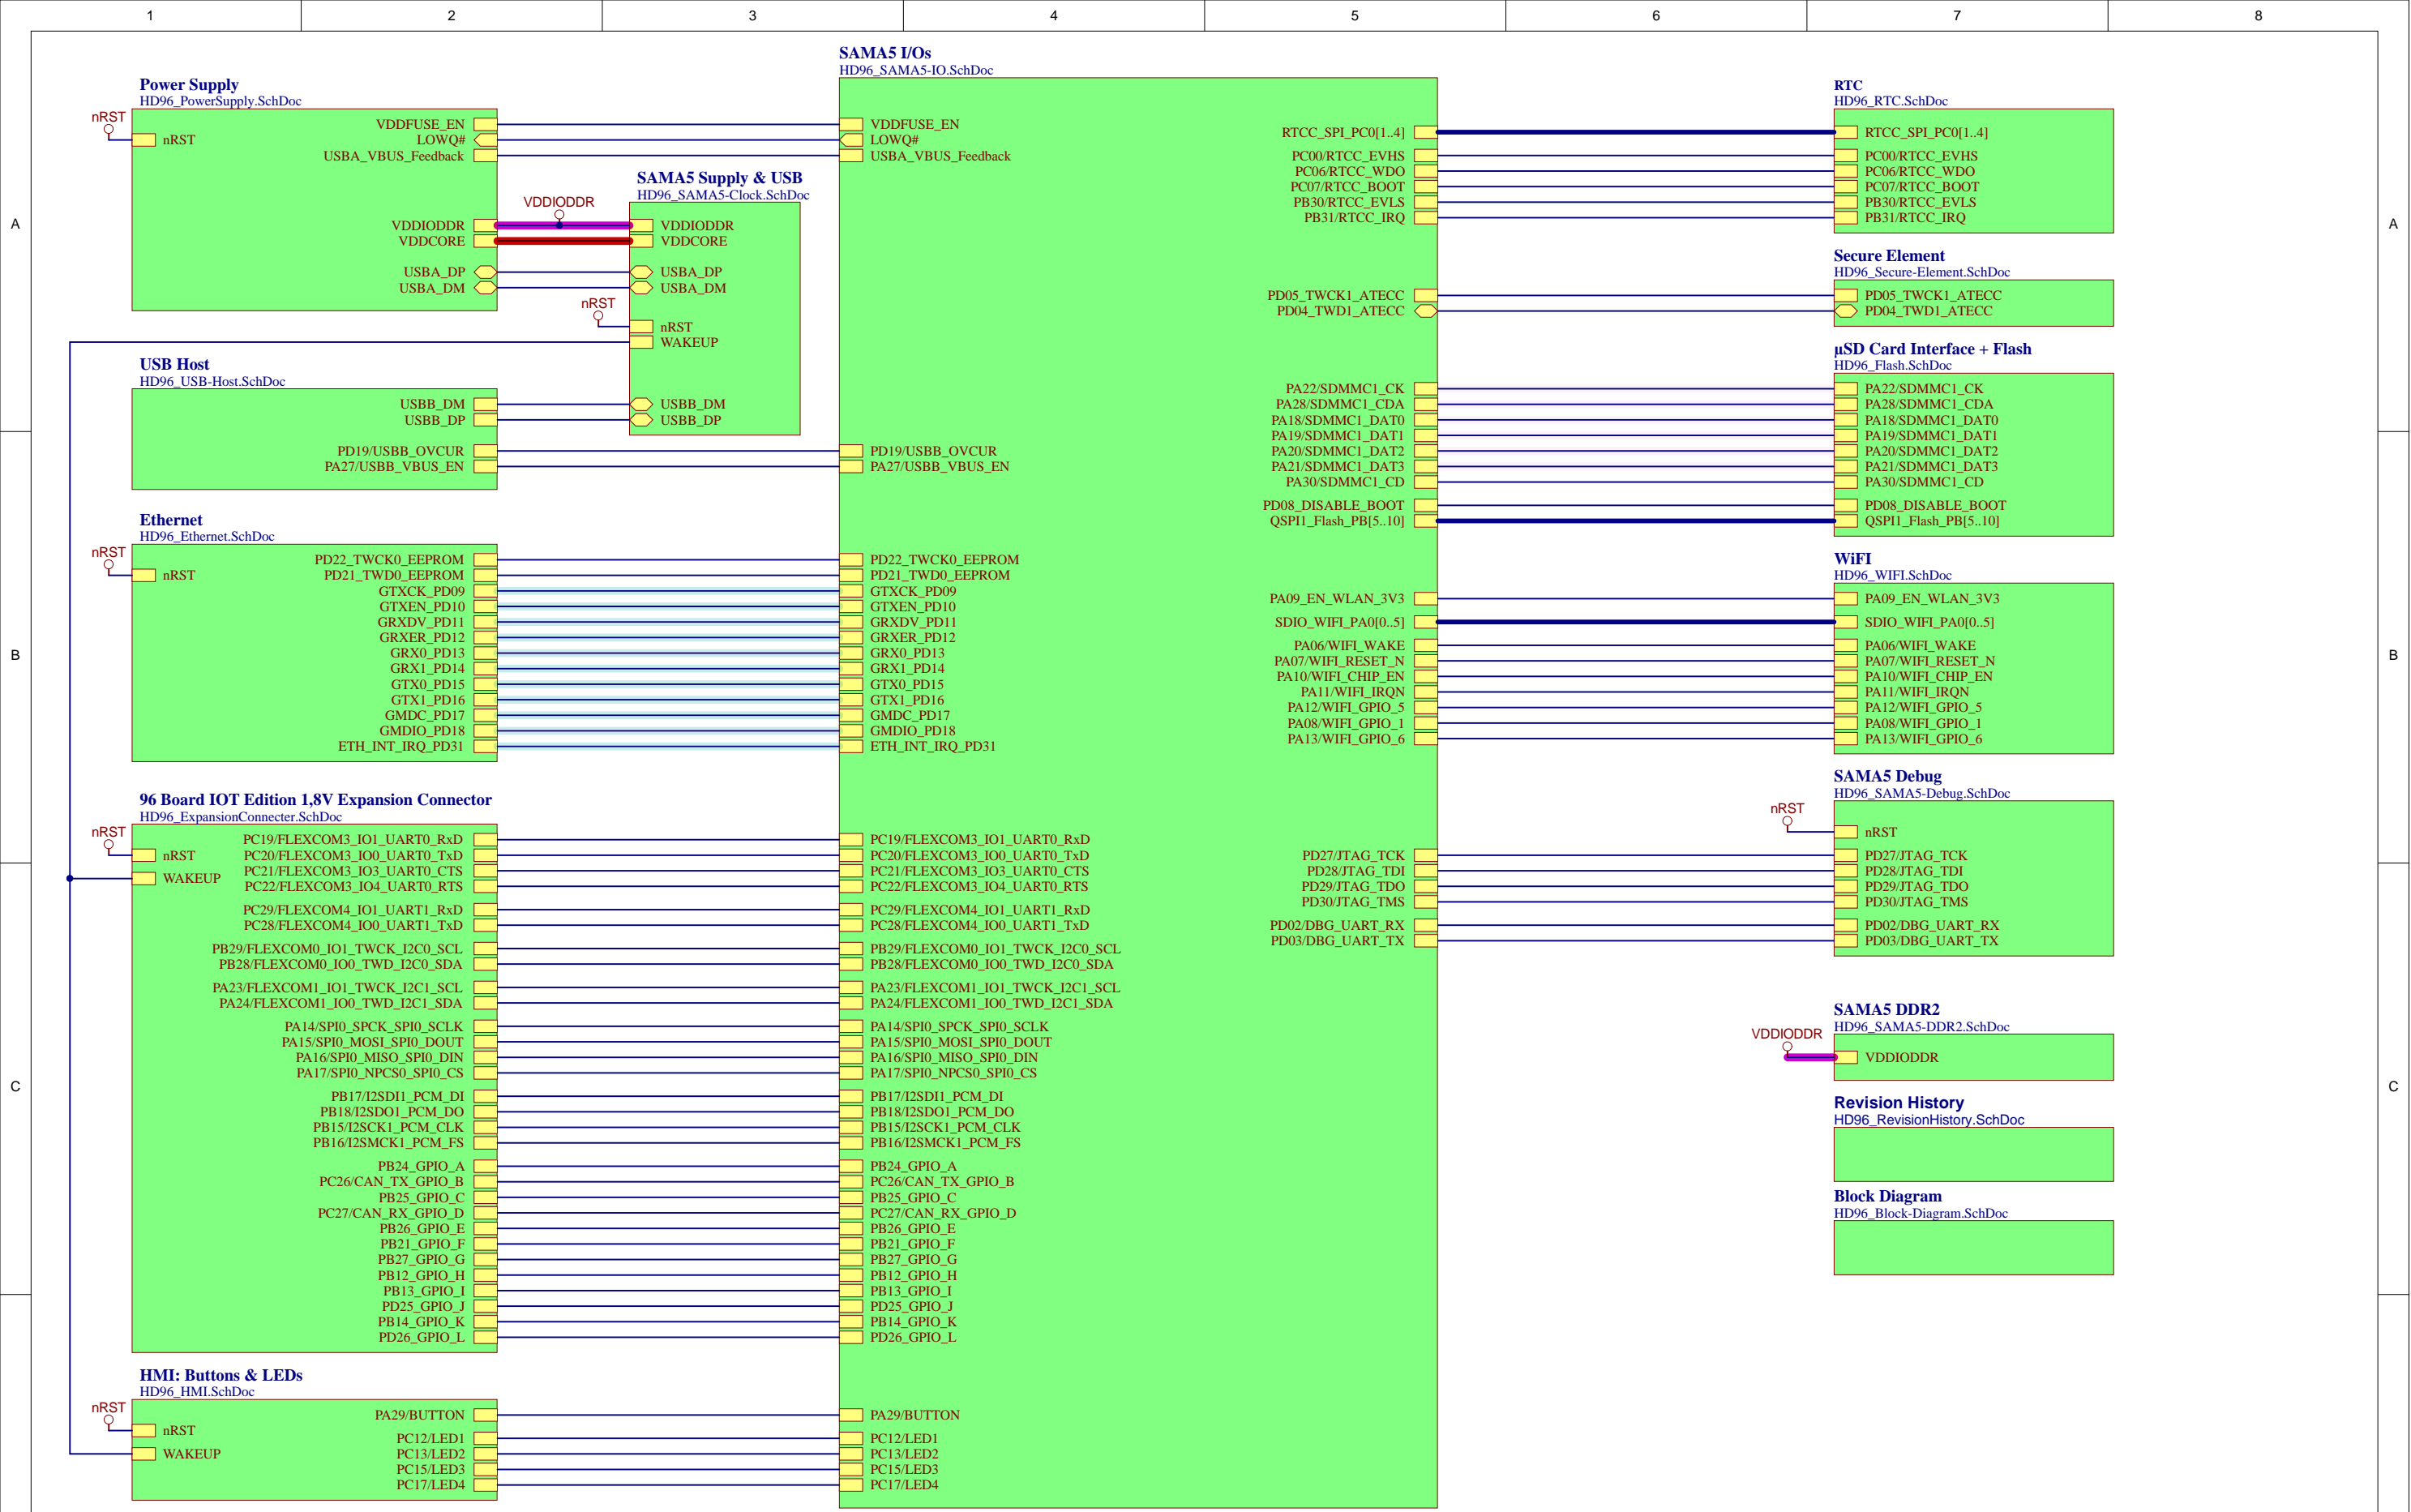 1 2 3 4 5 6 7 8
A
B
C
Power Supply
HD96_PowerSupply.SchDoc
nRST
nRST
VDDFUSE_EN
LOWQ#
USBA_VBUS_Feedback
VDDIODDR
VDDCORE
USBA_DP
USBA_DM
VDDIODDR
SAMA5 Supply & USB
HD96_SAMA5-Clock.SchDoc
VDDIODDR
VDDCORE
USBA_DP
USBA_DM
nRST
nRST
WAKEUP
USBB_DM
USBB_DP
USB Host
HD96_USB-Host.SchDoc
USBB_DM
USBB_DP
PD19/USBB_OVCUR
PA27/USBB_VBUS_EN
Ethernet
HD96_Ethernet.SchDoc
nRST
nRST
PD22_TWCK0_EEPROM
PD21_TWD0_EEPROM
GTXCK_PD09
GTXEN_PD10
GRXDV_PD11
GRXER_PD12
GRX0_PD13
GRX1_PD14
GTX0_PD15
GTX1_PD16
GMDC_PD17
GMDIO_PD18
ETH_INT_IRQ_PD31
96 Board IOT Edition 1,8V Expansion Connector
HD96_ExpansionConnecter.SchDoc
nRST
nRST
WAKEUP
PC19/FLEXCOM3_IO1_UART0_RxD
PC20/FLEXCOM3_IO0_UART0_TxD
PC21/FLEXCOM3_IO3_UART0_CTS
PC22/FLEXCOM3_IO4_UART0_RTS
PC29/FLEXCOM4_IO1_UART1_RxD
PC28/FLEXCOM4_IO0_UART1_TxD
PB29/FLEXCOM0_IO1_TWCK_I2C0_SCL
PB28/FLEXCOM0_IO0_TWD_I2C0_SDA
PA23/FLEXCOM1_IO1_TWCK_I2C1_SCL
PA24/FLEXCOM1_IO0_TWD_I2C1_SDA
PA14/SPI0_SPCK_SPI0_SCLK
PA15/SPI0_MOSI_SPI0_DOUT
PA16/SPI0_MISO_SPI0_DIN
PA17/SPI0_NPCS0_SPI0_CS
PB17/I2SDI1_PCM_DI
PB18/I2SDO1_PCM_DO
PB15/I2SCK1_PCM_CLK
PB16/I2SMCK1_PCM_FS
PB24_GPIO_A
PC26/CAN_TX_GPIO_B
PB25_GPIO_C
PC27/CAN_RX_GPIO_D
PB26_GPIO_E
PB21_GPIO_F
PB27_GPIO_G
PB12_GPIO_H
PB13_GPIO_I
PD25_GPIO_J
PB14_GPIO_K
PD26_GPIO_L
HMI: Buttons & LEDs
HD96_HMI.SchDoc
nRST
nRST
WAKEUP
PA29/BUTTON
PC12/LED1
PC13/LED2
PC15/LED3
PC17/LED4
SAMA5 I/Os
HD96_SAMA5-IO.SchDoc
VDDFUSE_EN
LOWQ#
USBA_VBUS_Feedback
PD19/USBB_OVCUR
PA27/USBB_VBUS_EN
PD22_TWCK0_EEPROM
PD21_TWD0_EEPROM
GTXCK_PD09
GTXEN_PD10
GRXDV_PD11
GRXER_PD12
GRX0_PD13
GRX1_PD14
GTX0_PD15
GTX1_PD16
GMDC_PD17
GMDIO_PD18
ETH_INT_IRQ_PD31
PC19/FLEXCOM3_IO1_UART0_RxD
PC20/FLEXCOM3_IO0_UART0_TxD
PC21/FLEXCOM3_IO3_UART0_CTS
PC22/FLEXCOM3_IO4_UART0_RTS
PC29/FLEXCOM4_IO1_UART1_RxD
PC28/FLEXCOM4_IO0_UART1_TxD
PB29/FLEXCOM0_IO1_TWCK_I2C0_SCL
PB28/FLEXCOM0_IO0_TWD_I2C0_SDA
PA23/FLEXCOM1_IO1_TWCK_I2C1_SCL
PA24/FLEXCOM1_IO0_TWD_I2C1_SDA
PA14/SPI0_SPCK_SPI0_SCLK
PA15/SPI0_MOSI_SPI0_DOUT
PA16/SPI0_MISO_SPI0_DIN
PA17/SPI0_NPCS0_SPI0_CS
PB17/I2SDI1_PCM_DI
PB18/I2SDO1_PCM_DO
PB15/I2SCK1_PCM_CLK
PB16/I2SMCK1_PCM_FS
PB24_GPIO_A
PC26/CAN_TX_GPIO_B
PB25_GPIO_C
PC27/CAN_RX_GPIO_D
PB26_GPIO_E
PB21_GPIO_F
PB27_GPIO_G
PB12_GPIO_H
PB13_GPIO_I
PD25_GPIO_J
PB14_GPIO_K
PD26_GPIO_L
PA29/BUTTON
PC12/LED1
PC13/LED2
PC15/LED3
PC17/LED4
RTCC_SPI_PC0[1..4]
PC00/RTCC_EVHS
PC06/RTCC_WDO
PC07/RTCC_BOOT
PB30/RTCC_EVLS
PB31/RTCC_IRQ
PD05_TWCK1_ATECC
PD04_TWD1_ATECC
PA22/SDMMC1_CK
PA28/SDMMC1_CDA
PA18/SDMMC1_DAT0
PA19/SDMMC1_DAT1
PA20/SDMMC1_DAT2
PA21/SDMMC1_DAT3
PA30/SDMMC1_CD
PD08_DISABLE_BOOT
QSPI1_Flash_PB[5..10]
PA09_EN_WLAN_3V3
SDIO_WIFI_PA0[0..5]
PA06/WIFI_WAKE
PA07/WIFI_RESET_N
PA10/WIFI_CHIP_EN
PA11/WIFI_IRQN
PA12/WIFI_GPIO_5
PA08/WIFI_GPIO_1
PA13/WIFI_GPIO_6
PD27/JTAG_TCK
PD28/JTAG_TDI
PD29/JTAG_TDO
PD30/JTAG_TMS
PD02/DBG_UART_RX
PD03/DBG_UART_TX
RTC
HD96_RTC.SchDoc
RTCC_SPI_PC0[1..4]
PC00/RTCC_EVHS
PC06/RTCC_WDO
PC07/RTCC_BOOT
PB30/RTCC_EVLS
PB31/RTCC_IRQ
Secure Element
HD96_Secure-Element.SchDoc
PD05_TWCK1_ATECC
PD04_TWD1_ATECC
µSD Card Interface + Flash
HD96_Flash.SchDoc
PA22/SDMMC1_CK
PA28/SDMMC1_CDA
PA18/SDMMC1_DAT0
PA19/SDMMC1_DAT1
PA20/SDMMC1_DAT2
PA21/SDMMC1_DAT3
PA30/SDMMC1_CD
PD08_DISABLE_BOOT
QSPI1_Flash_PB[5..10]
WiFI
HD96_WIFI.SchDoc
PA09_EN_WLAN_3V3
SDIO_WIFI_PA0[0..5]
PA06/WIFI_WAKE
PA07/WIFI_RESET_N
PA10/WIFI_CHIP_EN
PA11/WIFI_IRQN
PA12/WIFI_GPIO_5
PA08/WIFI_GPIO_1
PA13/WIFI_GPIO_6
SAMA5 Debug
HD96_SAMA5-Debug.SchDoc
nRST
nRST
PD27/JTAG_TCK
PD28/JTAG_TDI
PD29/JTAG_TDO
PD30/JTAG_TMS
PD02/DBG_UART_RX
PD03/DBG_UART_TX
SAMA5 DDR2
HD96_SAMA5-DDR2.SchDoc
VDDIODDR
VDDIODDR
Revision History
HD96_RevisionHistory.SchDoc
Block Diagram
HD96_Block-Diagram.SchDoc
A
B
C